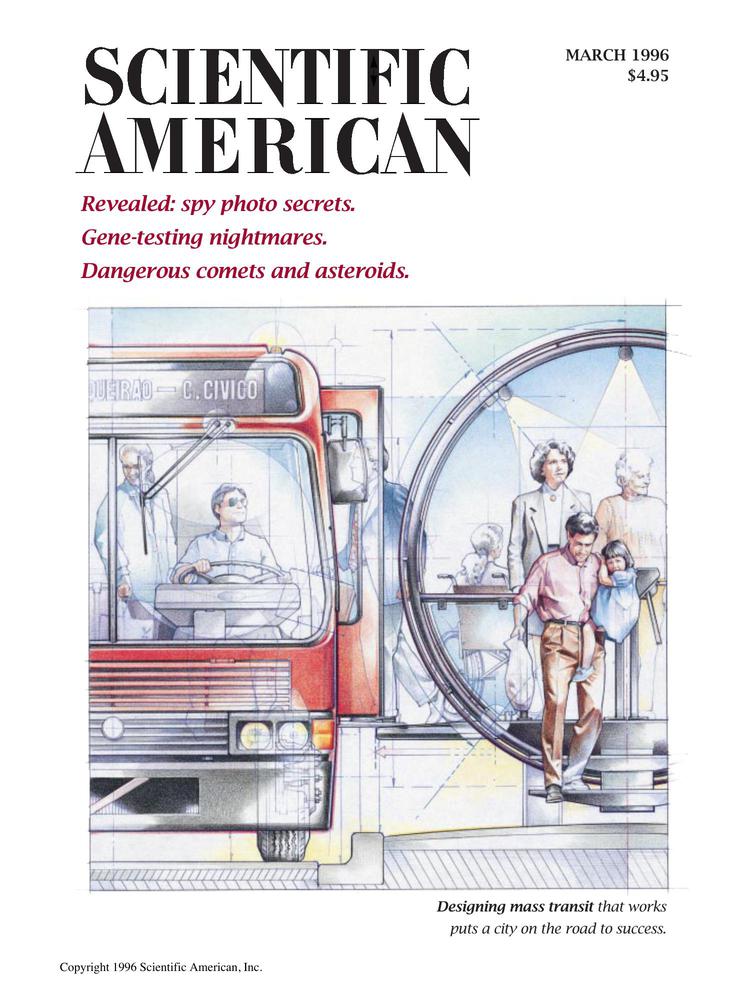 SCIENTIFIC
AMERICAN
MARCH 1996
$4.95
Revealed: spy photo secrets.
Gene-testing nightmares.
Dangerous comets and asteroids.
QUEIRÃO — C. CIVICO
Designing mass transit that works
puts a city on the road to success.
Copyright 1996 Scientific American, Inc.